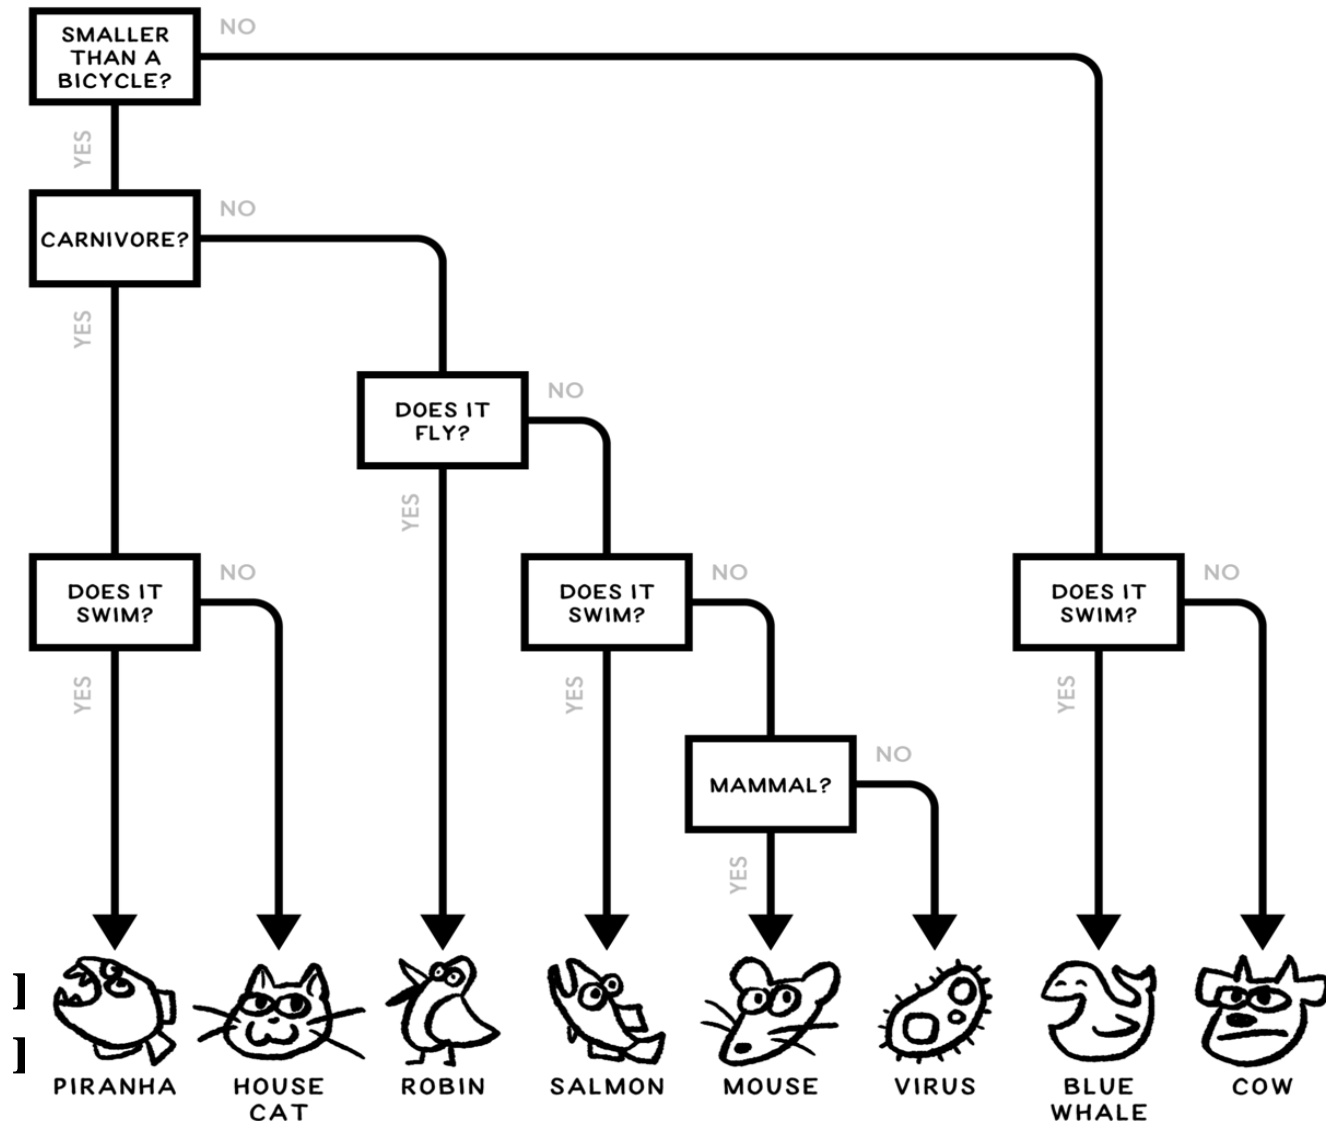 SMALLER
THAN A
BICYCLE?
NO
YES
CARNIVORE?
NO
YES
DOES IT
FLY?
NO
YES
DOES IT
SWIM?
NO
YES
DOES IT
SWIM?
NO
YES
DOES IT
SWIM?
NO
YES
MAMMAL?
NO
YES
]
]
PIRANHA
HOUSE
CAT
ROBIN
SALMON
MOUSE
VIRUS
BLUE
WHALE
COW